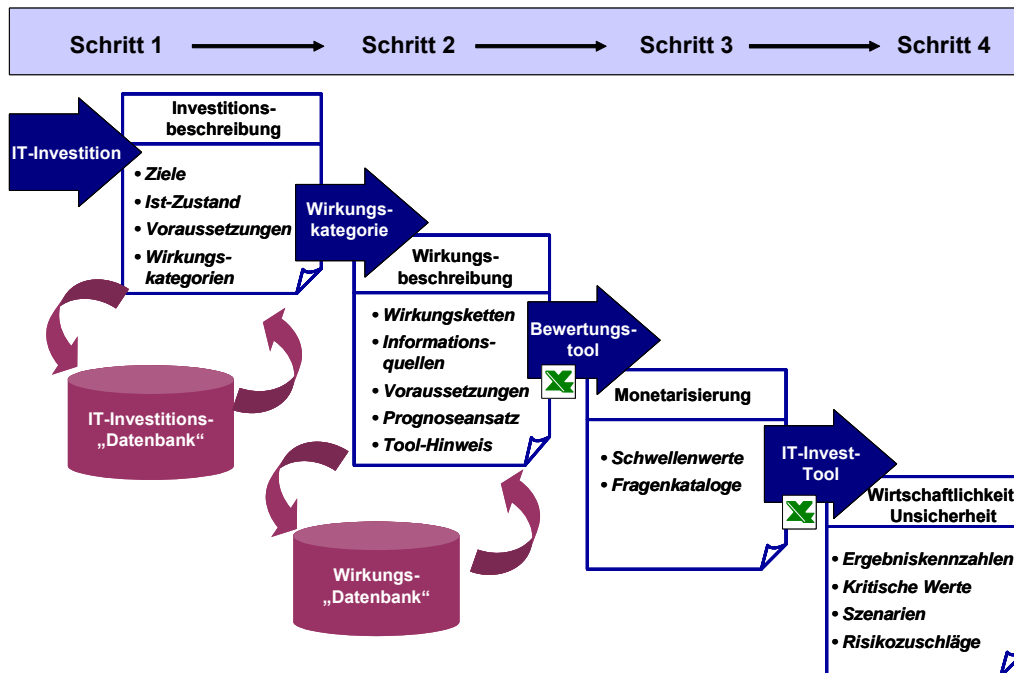 Schritt 1
Schritt 2
Schritt 3
Schritt 4
IT-Investition
Investitions-
beschreibung
• Ziele
• Ist-Zustand
• Voraussetzungen
• Wirkungs-
kategorien
IT-Investitions-
„Datenbank“
Wirkungs-
kategorie
Wirkungs-
beschreibung
• Wirkungsketten
• Informations-
quellen
• Voraussetzungen
• Prognoseansatz
• Tool-Hinweis
Wirkungs-
„Datenbank“
Bewertungs-
tool
Monetarisierung
• Schwellenwerte
• Fragenkataloge
IT-Invest-
Tool
Wirtschaftlichkeit
Unsicherheit
• Ergebniskennzahlen
• Kritische Werte
• Szenarien
• Risikozuschläge